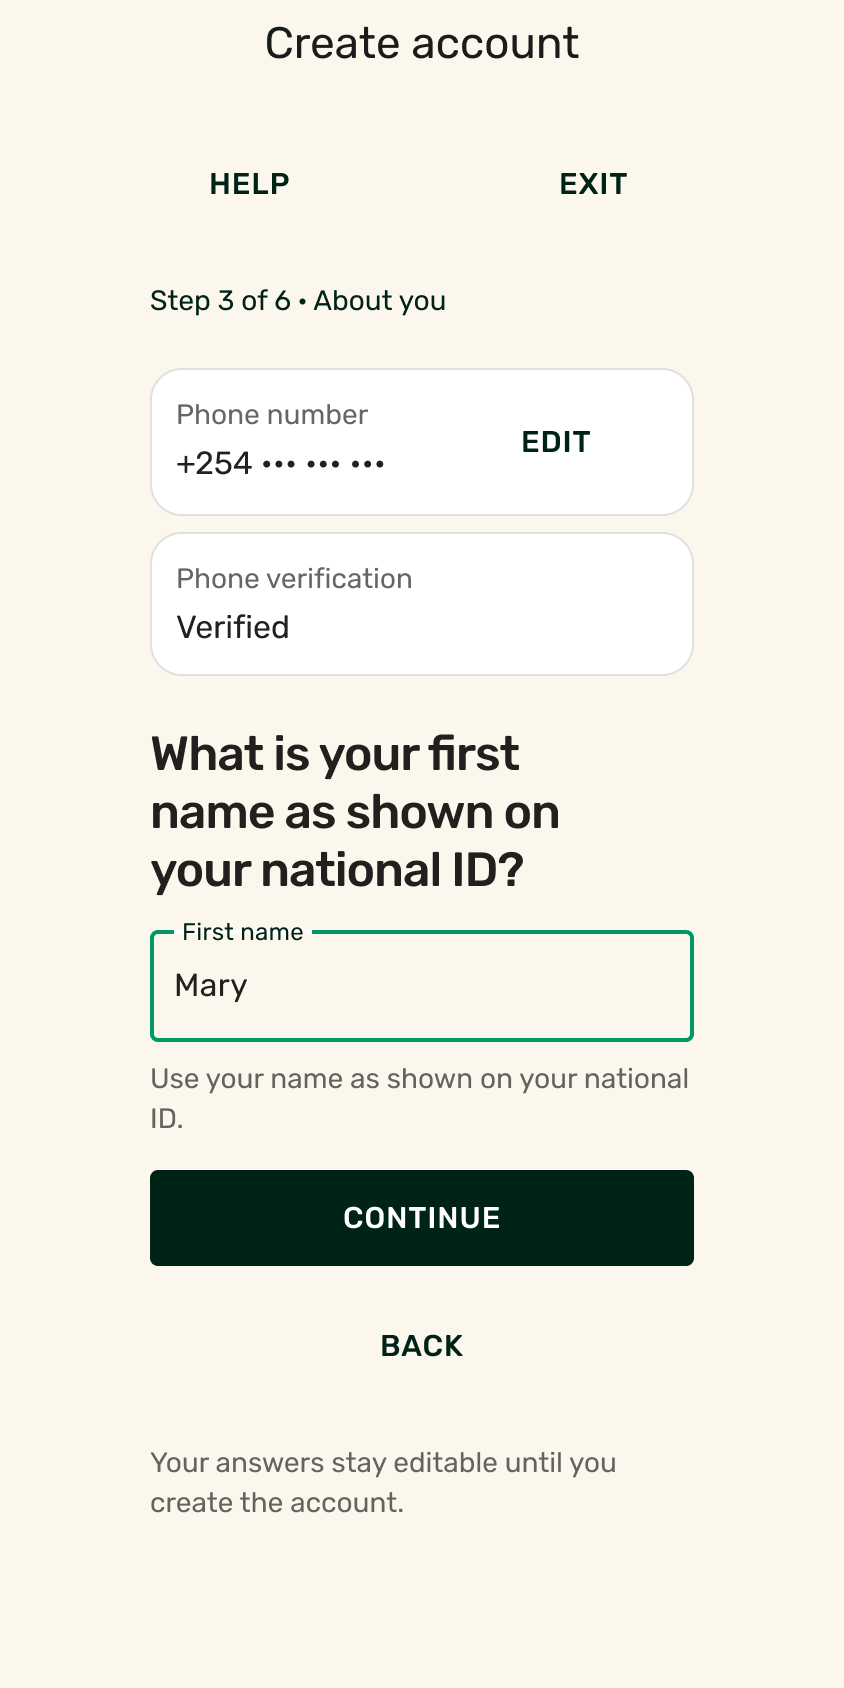 Create account
HELP
EXIT
Step 3 of 6 • About you
Phone number
+254 ••• ••• •••
EDIT
Phone verification
Verified
What is your first
name as shown on
your national ID?
First name
Mary
Use your name as shown on your national
ID.
CONTINUE
BACK
Your answers stay editable until you
create the account.